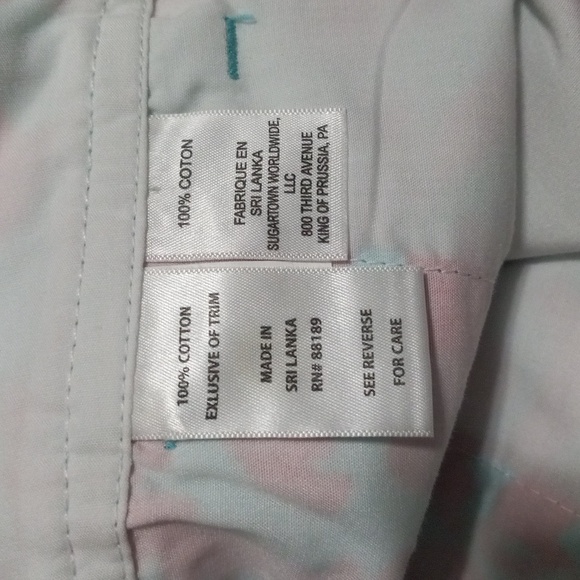 100% COTON
FABRIQUE EN
SRI LANKA
SUGARTOWN WORLDWIDE,
LLC
800 THIRD AVENUE
KING OF PRUSSIA, PA
100% COTTON
EXLUSIVE OF TRIM
MADE IN
SRI LANKA
RN# 88189
SEE REVERSE
FOR CARE